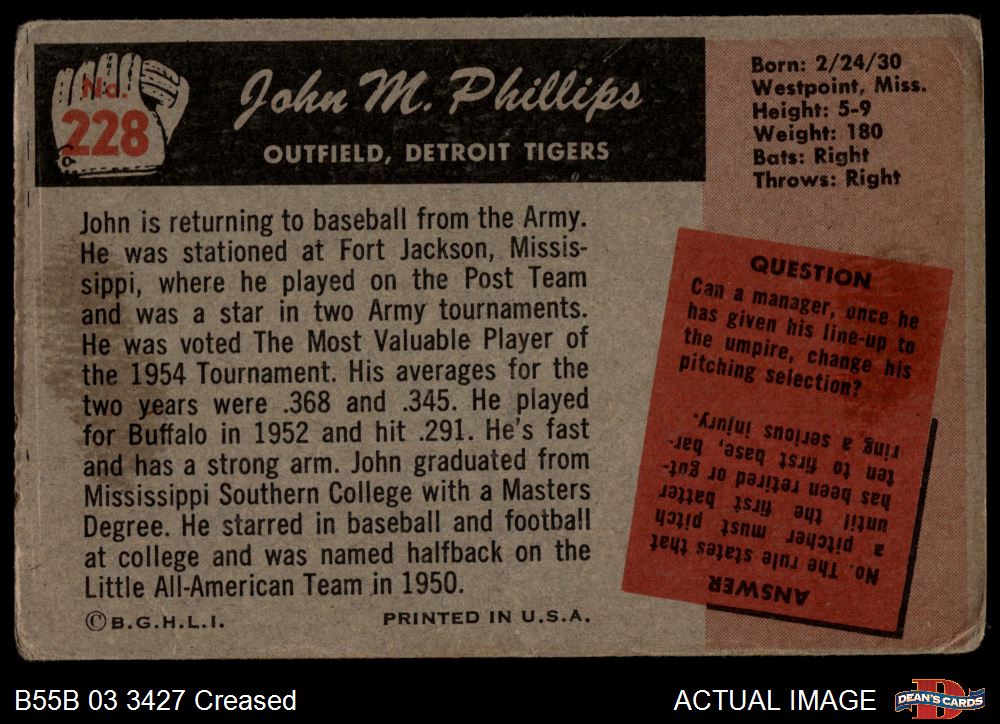 No.
228
John M. Phillips
OUTFIELD, DETROIT TIGERS
Born: 2/24/30
Westpoint, Miss.
Height: 5-9
Weight: 180
Bats: Right
Throws: Right
John is returning to baseball from the Army.
He was stationed at Fort Jackson, Missis-
sippi, where he played on the Post Team
and was a star in two Army tournaments.
He was voted The Most Valuable Player of
the 1954 Tournament. His averages for the
two years were .368 and .345. He played
for Buffalo in 1952 and hit .291. He's fast
and has a strong arm. John graduated from
Mississippi Southern College with a Masters
Degree. He starred in baseball and football
at college and was named halfback on the
Little All-American Team in 1950.
©B.G.H.L.I.
PRINTED IN U.S.A.
QUESTION
Can a manager, once he
has given his line-up to
the umpire, change his
pitching selection?
ANSWER
No. The rule states that
a pitcher must pitch
until the first batter
has been retired or got-
ten to first base, bar-
ring a serious injury.
B55B 03 3427 Creased
ACTUAL IMAGE
D
DEAN'S CARDS